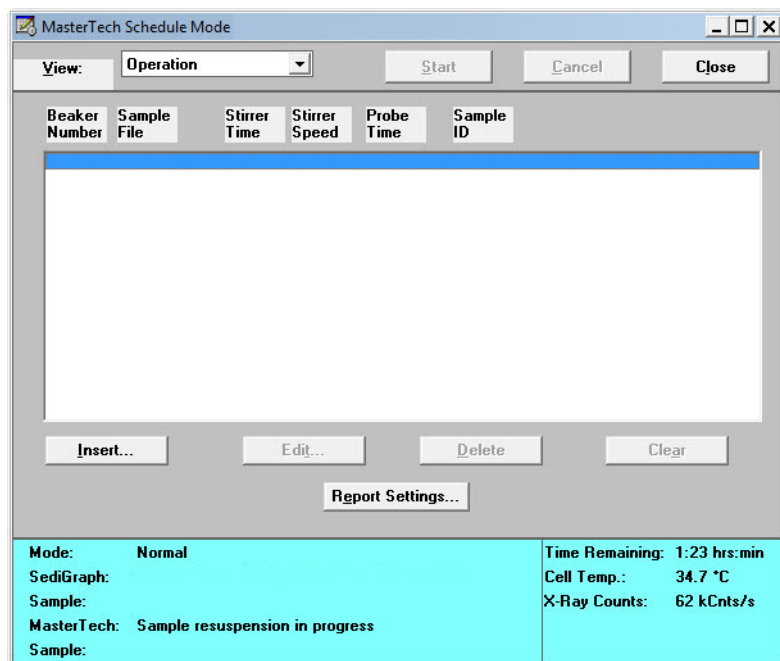 MasterTech Schedule Mode
View: Operation Start Cancel Close
Beaker Number Sample File Stirrer Time Stirrer Speed Probe Time Sample ID
Insert... Edit... Delete Clear
Report Settings...
Mode: Normal Time Remaining: 1:23 hrs:min
SediGraph: Cell Temp.: 34.7 °C
Sample: X-Ray Counts: 62 kCnts/s
MasterTech: Sample resuspension in progress
Sample: